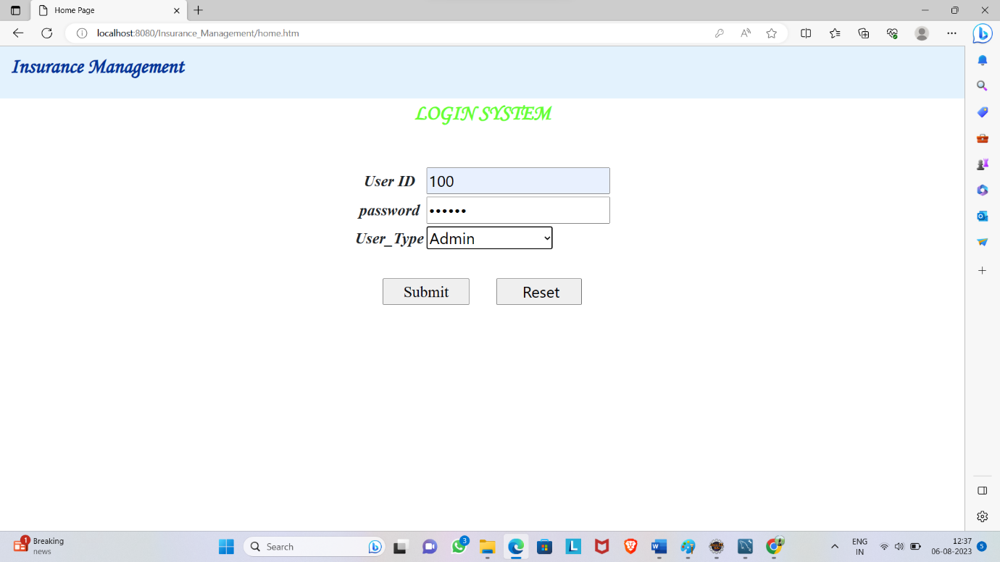 Home Page
localhost:8080/Insurance_Management/home.htm
Insurance Management
LOGIN SYSTEM
User ID 100
password ••••••
User_Type Admin
Submit Reset
1 Breaking
news
Search
3
L
W
ENG
IN
12:37
06-08-2023
5